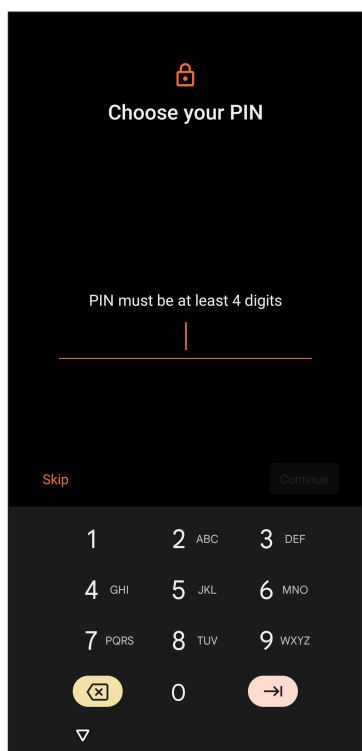 Choose your PIN
PIN must be at least 4 digits
Skip Continue
1 2 ABC 3 DEF
4 GHI 5 JKL 6 MNO
7 PQRS 8 TUV 9 WXYZ
0